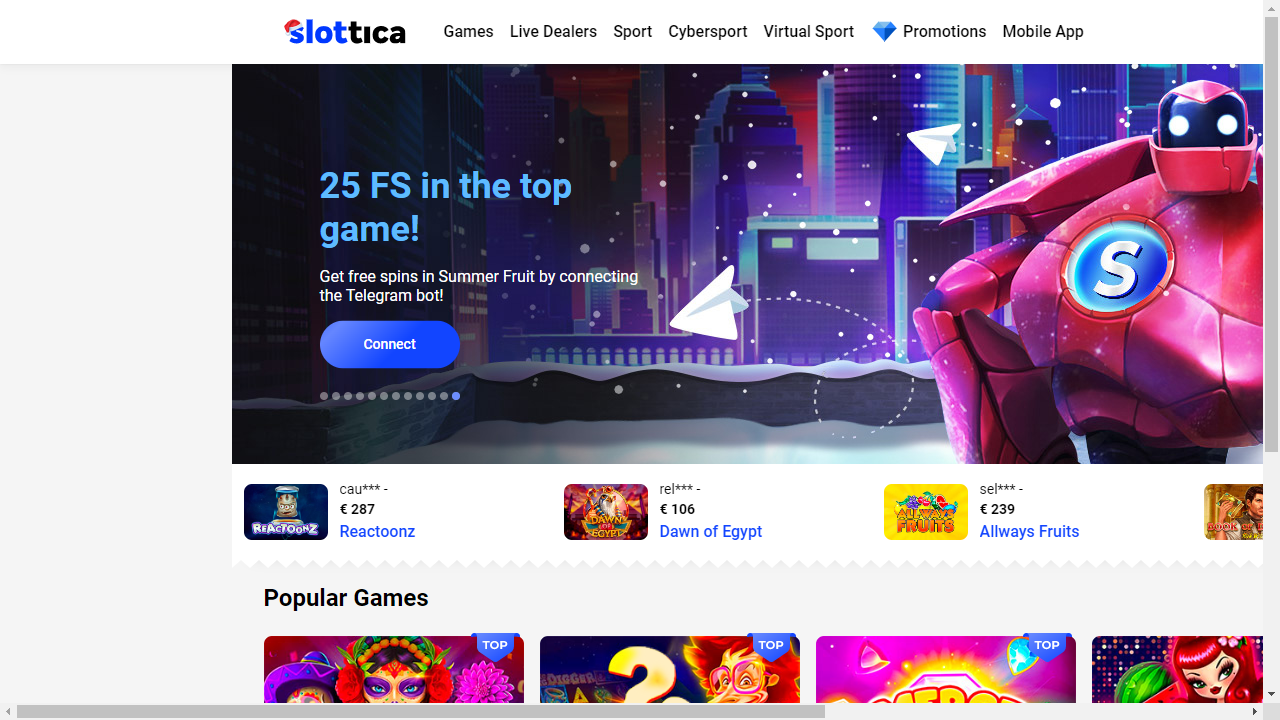 slottica
Games Live Dealers Sport Cybersport Virtual Sport Promotions Mobile App
25 FS in the top
game!
Get free spins in Summer Fruit by connecting
the Telegram bot!
Connect
S
cau*** -
€ 287
Reactoonz
REACTOONZ
rel*** -
€ 106
Dawn of Egypt
DAWN
OF
EGYPT
sel*** -
€ 239
Allways Fruits
ALLWAYS
FRUITS
BOOK OF
Popular Games
TOP
TOP
TOP